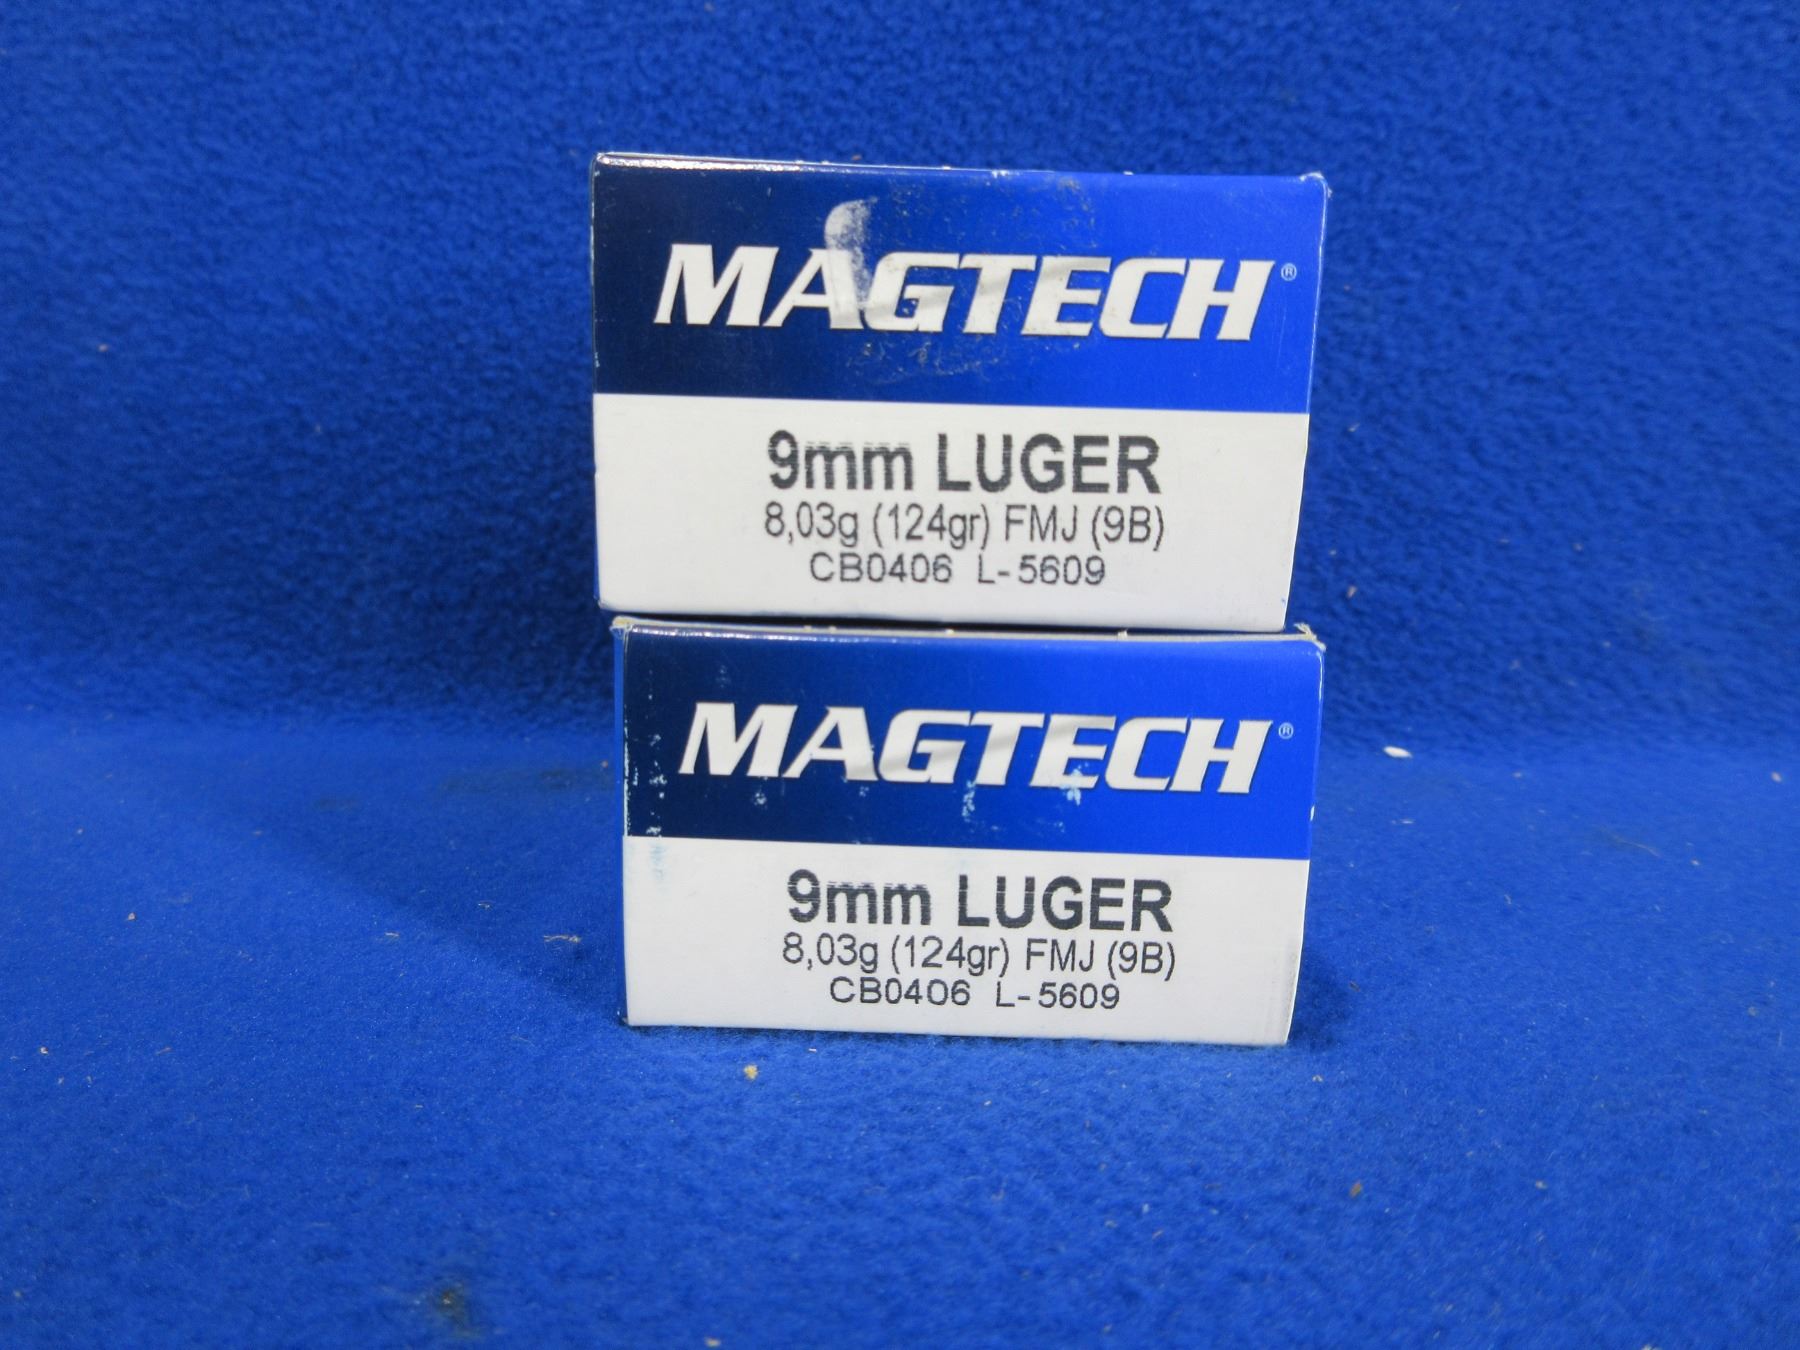 MAGTECH®
9mm LUGER
8,03g (124gr) FMJ (9B)
CB0406 L-5609
MAGTECH®
9mm LUGER
8,03g (124gr) FMJ (9B)
CB0406 L-5609